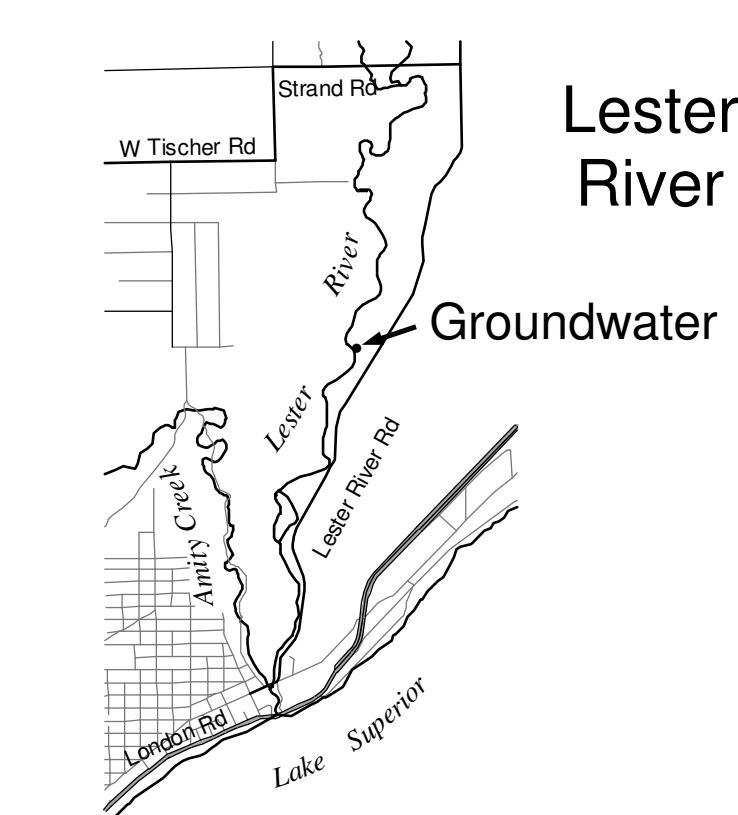 Lester
River
Strand Rd
W Tischer Rd
River
Groundwater
Lester
Lester River Rd
Amity Creek
London Rd
Lake Superior